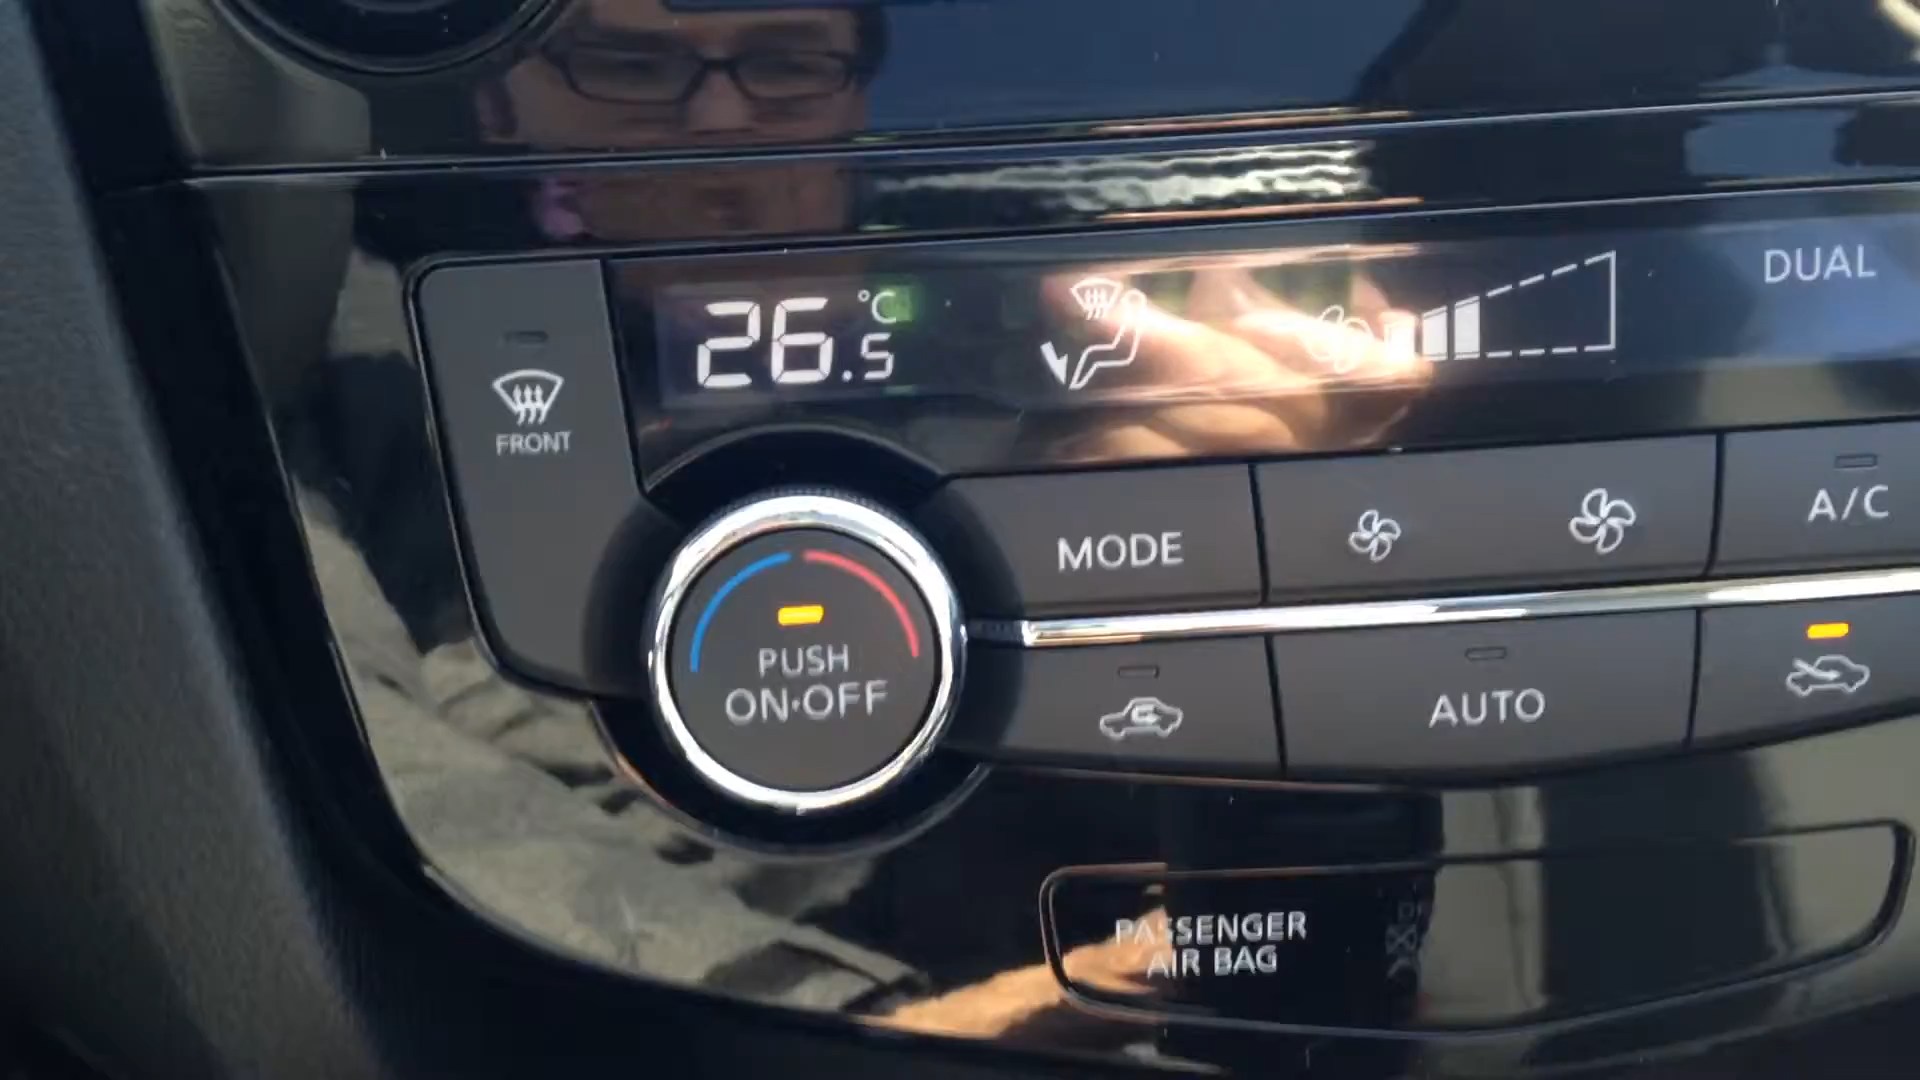 26.5 °C
DUAL
FRONT
MODE
A/C
PUSH
ON·OFF
AUTO
PASSENGER
AIR BAG